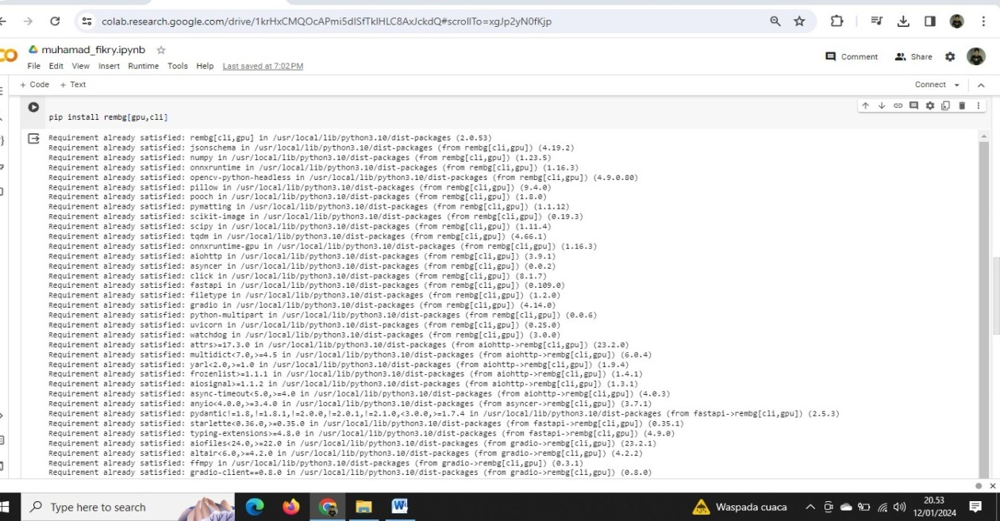 colab.research.google.com/drive/1krHxCMQOcAPmi5dlSfTklHLC8AxJckdQ#scrollTo=xgJp2yN0fKjp
muhamad_fikry.ipynb
Comment Share
File Edit View Insert Runtime Tools Help Last saved at 7:02 PM
+ Code + Text Connect
pip install rembg[gpu,cli]
Requirement already satisfied: rembg[cli,gpu] in /usr/local/lib/python3.10/dist-packages (2.0.53)
Requirement already satisfied: jsonschema in /usr/local/lib/python3.10/dist-packages (from rembg[cli,gpu]) (4.19.2)
Requirement already satisfied: numpy in /usr/local/lib/python3.10/dist-packages (from rembg[cli,gpu]) (1.23.5)
Requirement already satisfied: onnxruntime in /usr/local/lib/python3.10/dist-packages (from rembg[cli,gpu]) (1.16.3)
Requirement already satisfied: opencv-python-headless in /usr/local/lib/python3.10/dist-packages (from rembg[cli,gpu]) (4.9.0.80)
Requirement already satisfied: pillow in /usr/local/lib/python3.10/dist-packages (from rembg[cli,gpu]) (9.4.0)
Requirement already satisfied: pooch in /usr/local/lib/python3.10/dist-packages (from rembg[cli,gpu]) (1.8.0)
Requirement already satisfied: pymatting in /usr/local/lib/python3.10/dist-packages (from rembg[cli,gpu]) (1.1.12)
Requirement already satisfied: scikit-image in /usr/local/lib/python3.10/dist-packages (from rembg[cli,gpu]) (0.19.3)
Requirement already satisfied: scipy in /usr/local/lib/python3.10/dist-packages (from rembg[cli,gpu]) (1.11.4)
Requirement already satisfied: tqdm in /usr/local/lib/python3.10/dist-packages (from rembg[cli,gpu]) (4.66.1)
Requirement already satisfied: onnxruntime-gpu in /usr/local/lib/python3.10/dist-packages (from rembg[cli,gpu]) (1.16.3)
Requirement already satisfied: aiohttp in /usr/local/lib/python3.10/dist-packages (from rembg[cli,gpu]) (3.9.1)
Requirement already satisfied: asyncer in /usr/local/lib/python3.10/dist-packages (from rembg[cli,gpu]) (0.0.2)
Requirement already satisfied: click in /usr/local/lib/python3.10/dist-packages (from rembg[cli,gpu]) (8.1.7)
Requirement already satisfied: fastapi in /usr/local/lib/python3.10/dist-packages (from rembg[cli,gpu]) (0.109.0)
Requirement already satisfied: filetype in /usr/local/lib/python3.10/dist-packages (from rembg[cli,gpu]) (1.2.0)
Requirement already satisfied: gradio in /usr/local/lib/python3.10/dist-packages (from rembg[cli,gpu]) (4.14.0)
Requirement already satisfied: python-multipart in /usr/local/lib/python3.10/dist-packages (from rembg[cli,gpu]) (0.0.6)
Requirement already satisfied: uvicorn in /usr/local/lib/python3.10/dist-packages (from rembg[cli,gpu]) (0.25.0)
Requirement already satisfied: watchdog in /usr/local/lib/python3.10/dist-packages (from rembg[cli,gpu]) (3.0.0)
Requirement already satisfied: attrs>=17.3.0 in /usr/local/lib/python3.10/dist-packages (from aiohttp->rembg[cli,gpu]) (23.2.0)
Requirement already satisfied: multidict<7.0,>=4.5 in /usr/local/lib/python3.10/dist-packages (from aiohttp->rembg[cli,gpu]) (6.0.4)
Requirement already satisfied: yarl<2.0,>=1.0 in /usr/local/lib/python3.10/dist-packages (from aiohttp->rembg[cli,gpu]) (1.9.4)
Requirement already satisfied: frozenlist>=1.1.1 in /usr/local/lib/python3.10/dist-packages (from aiohttp->rembg[cli,gpu]) (1.4.1)
Requirement already satisfied: aiosignal>=1.1.2 in /usr/local/lib/python3.10/dist-packages (from aiohttp->rembg[cli,gpu]) (1.3.1)
Requirement already satisfied: async-timeout<5.0,>=4.0 in /usr/local/lib/python3.10/dist-packages (from aiohttp->rembg[cli,gpu]) (4.0.3)
Requirement already satisfied: anyio<4.0.0,>=3.4.0 in /usr/local/lib/python3.10/dist-packages (from asyncer->rembg[cli,gpu]) (3.7.1)
Requirement already satisfied: pydantic!=1.8,!=1.8.1,!=2.0.0,!=2.0.1,!=2.1.0,<3.0.0,>=1.7.4 in /usr/local/lib/python3.10/dist-packages (from fastapi->rembg[cli,gpu]) (2.5.3)
Requirement already satisfied: starlette<0.36.0,>=0.35.0 in /usr/local/lib/python3.10/dist-packages (from fastapi->rembg[cli,gpu]) (0.35.1)
Requirement already satisfied: typing-extensions>=4.8.0 in /usr/local/lib/python3.10/dist-packages (from fastapi->rembg[cli,gpu]) (4.9.0)
Requirement already satisfied: aiofiles<24.0,>=22.0 in /usr/local/lib/python3.10/dist-packages (from gradio->rembg[cli,gpu]) (23.2.1)
Requirement already satisfied: altair<6.0,>=4.2.0 in /usr/local/lib/python3.10/dist-packages (from gradio->rembg[cli,gpu]) (4.2.2)
Requirement already satisfied: ffmpy in /usr/local/lib/python3.10/dist-packages (from gradio->rembg[cli,gpu]) (0.3.1)
Requirement already satisfied: gradio-client==0.8.0 in /usr/local/lib/python3.10/dist-packages (from gradio->rembg[cli,gpu]) (0.8.0)
Type here to search
Waspada cuaca
20.53
12/01/2024